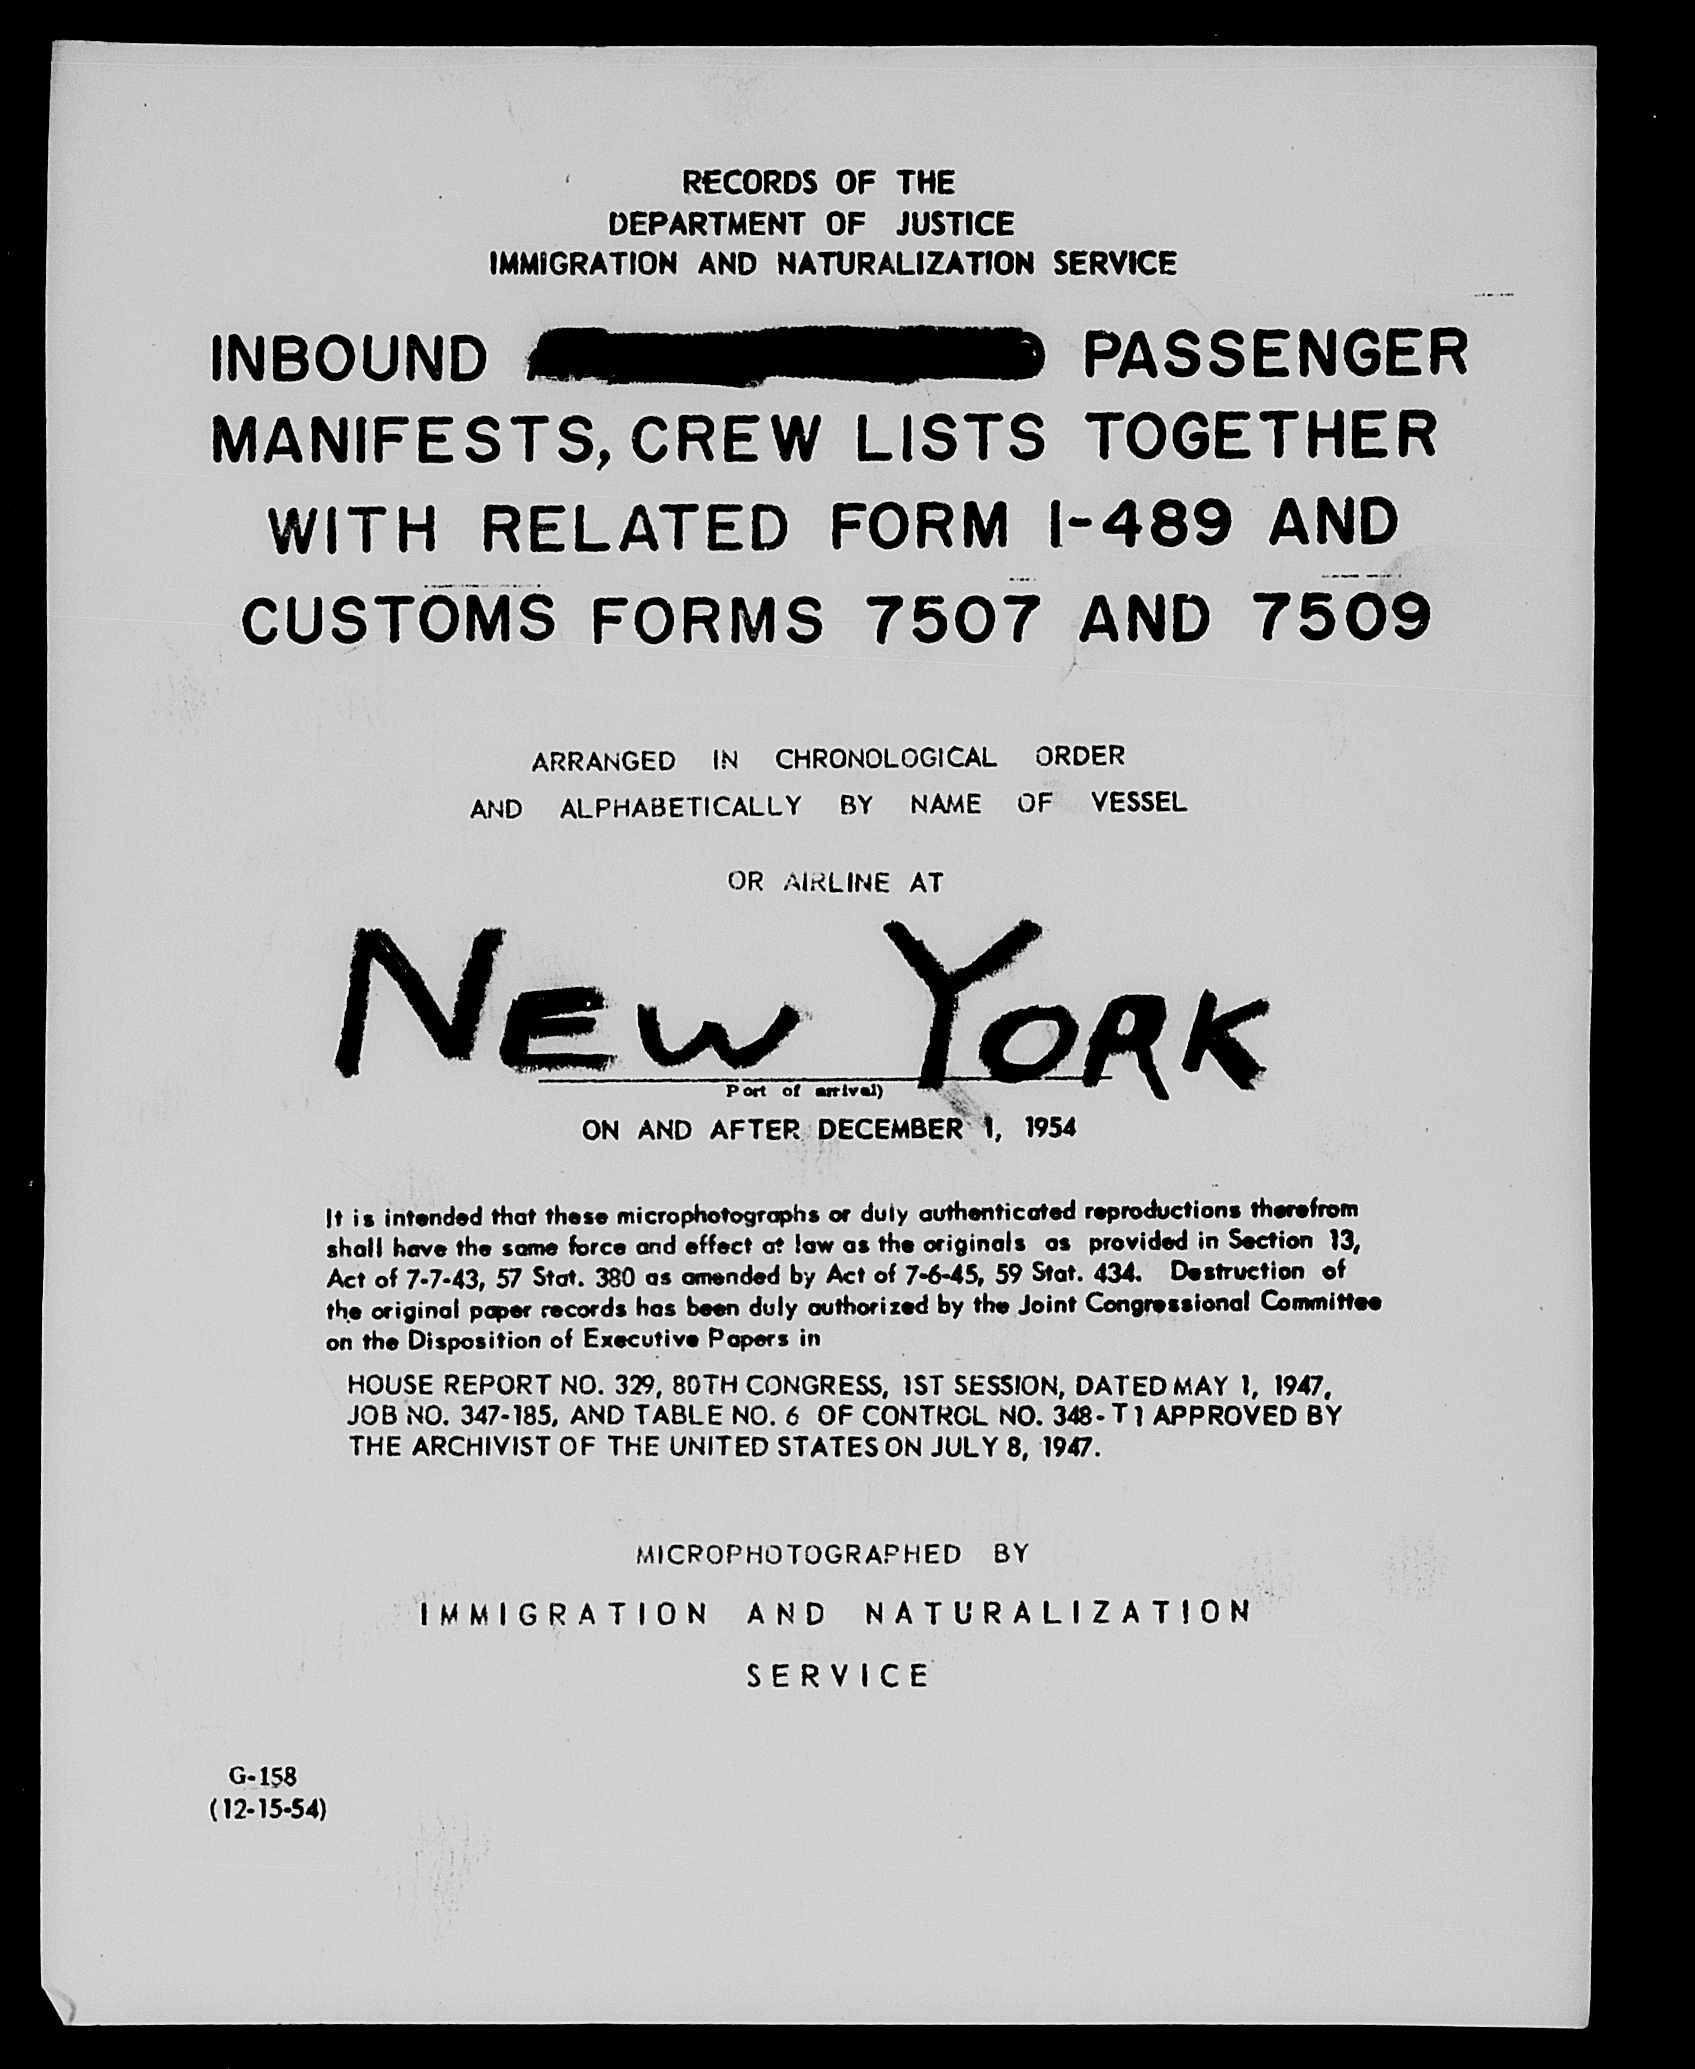 RECORDS OF THE
DEPARTMENT OF JUSTICE
IMMIGRATION AND NATURALIZATION SERVICE
INBOUND PASSENGER
MANIFESTS, CREW LISTS TOGETHER
WITH RELATED FORM I-489 AND
CUSTOMS FORMS 7507 AND 7509
ARRANGED IN CHRONOLOGICAL ORDER
AND ALPHABETICALLY BY NAME OF VESSEL
OR AIRLINE AT
NEW YORK
Port of arrival)
ON AND AFTER DECEMBER 1, 1954
It is intended that these microphotographs or duly authenticated reproductions therefrom
shall have the same force and effect at law as the originals as provided in Section 13,
Act of 7-7-43, 57 Stat. 380 as amended by Act of 7-6-45, 59 Stat. 434. Destruction of
the original paper records has been duly authorized by the Joint Congressional Committee
on the Disposition of Executive Papers in
HOUSE REPORT NO. 329, 80TH CONGRESS, 1ST SESSION, DATED MAY 1, 1947,
JOB NO. 347-185, AND TABLE NO. 6 OF CONTROL NO. 348-T1 APPROVED BY
THE ARCHIVIST OF THE UNITED STATES ON JULY 8, 1947.
MICROPHOTOGRAPHED BY
IMMIGRATION AND NATURALIZATION
SERVICE
G-158
(12-15-54)